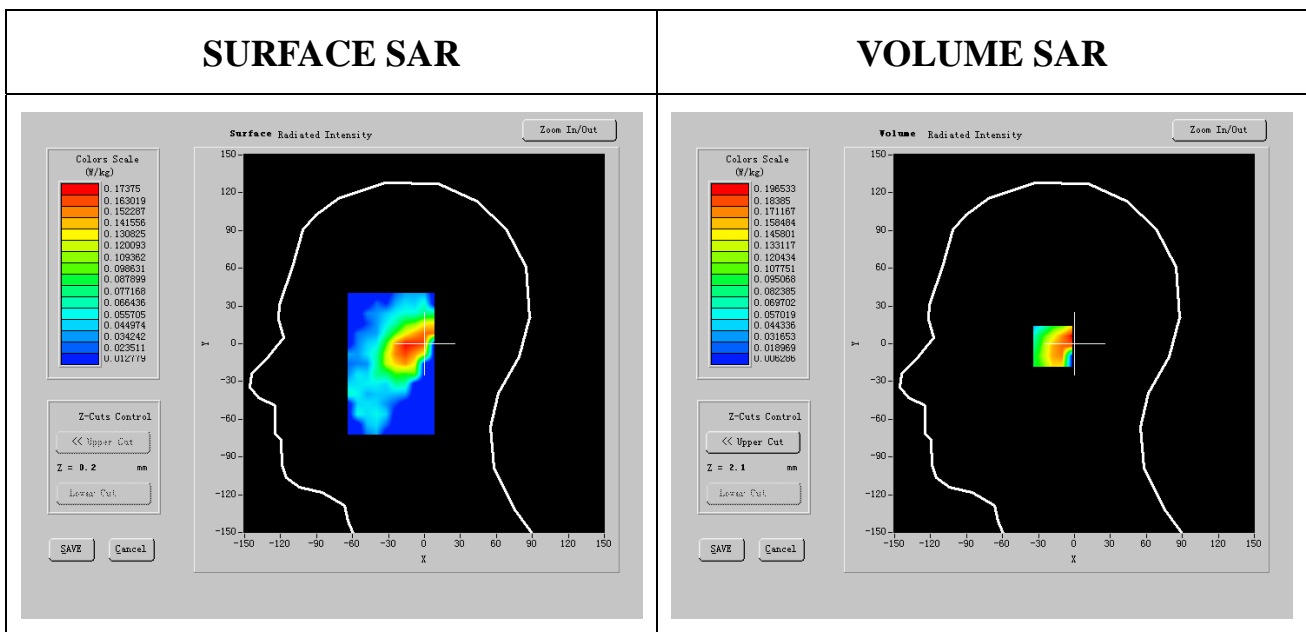 SURFACE SAR
VOLUME SAR
Surface Radiated Intensity
Zoom In/Out
Colors Scale
(W/kg)
0.17375
0.163019
0.152287
0.141556
0.130825
0.120093
0.109362
0.098631
0.087899
0.077168
0.066436
0.055705
0.044974
0.034242
0.023511
0.012779
150
120
90
60
30
0
-30
-60
-90
-120
-150
Y
-150 -120 -90 -60 -30 0 30 60 90 120 150
X
Z-Cuts Control
<< Upper Cut
Z = 0.2 mm
Lower Cut
SAVE Cancel
Volume Radiated Intensity
Zoom In/Out
Colors Scale
(W/kg)
0.196533
0.18385
0.171167
0.158484
0.145801
0.133117
0.120434
0.107751
0.095068
0.082385
0.069702
0.057019
0.044336
0.031653
0.018969
0.006286
150
120
90
60
30
0
-30
-60
-90
-120
-150
Y
-150 -120 -90 -60 -30 0 30 60 90 120 150
X
Z-Cuts Control
<< Upper Cut
Z = 2.1 mm
Lower Cut
SAVE Cancel